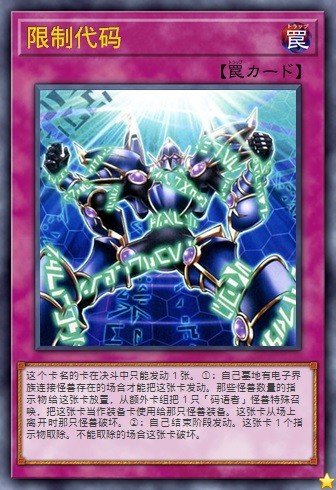 限制代码
トラップ
罠
【罠カード】
这个卡名的卡在决斗中只能发动1张。①：自己墓地有电子界
族连接怪兽存在的场合才能把这张卡发动。那些怪兽数量的指
示物给这张卡放置，从额外卡组把1只「码语者」怪兽特殊召
唤，把这张卡当作装备卡使用给那只怪兽装备。这张卡从场上
离开时那只怪兽破坏。②：自己结束阶段发动。这张卡1个指
示物取除。不能取除的场合这张卡破坏。